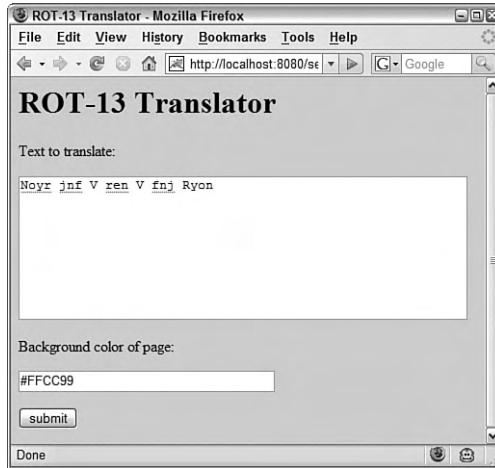 ROT-13 Translator - Mozilla Firefox
File Edit View History Bookmarks Tools Help
http://localhost:8080/se G Google
ROT-13 Translator
Text to translate:
Noyr jnf V ren V fnj Ryon
Background color of page:
#FFCC99
submit
Done